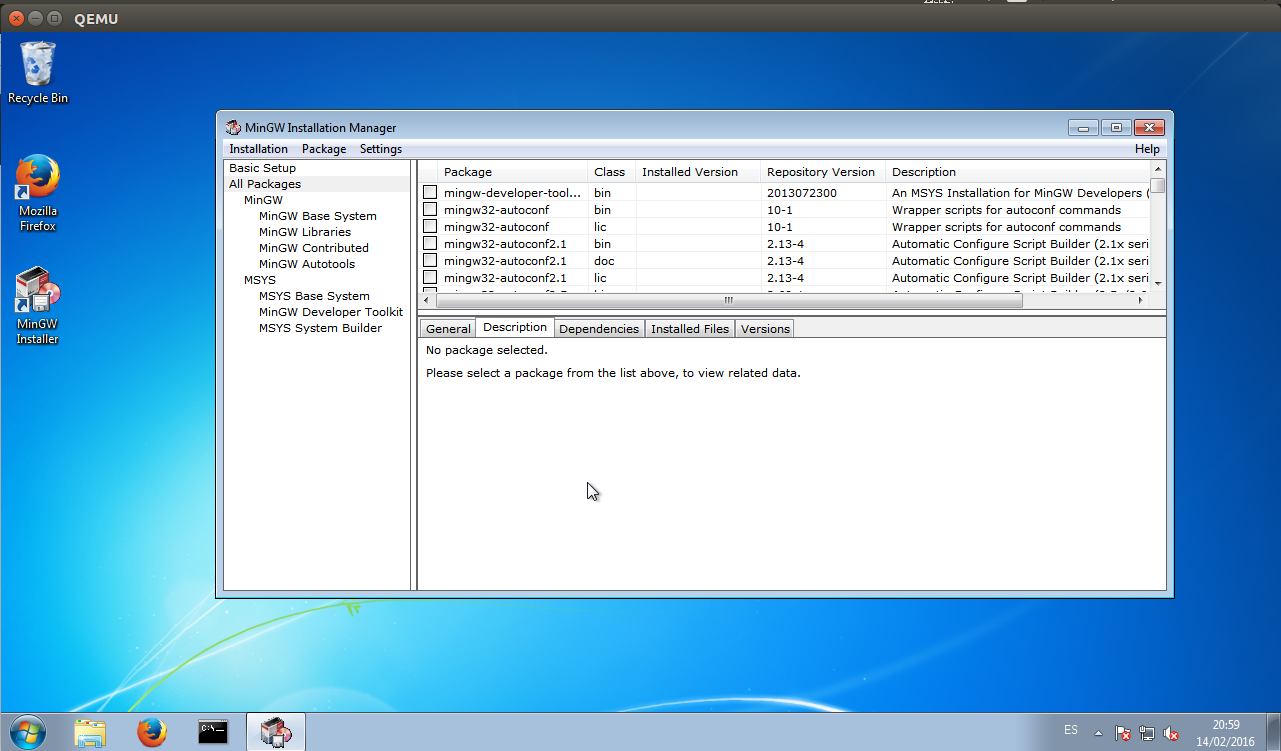 QEMU
Recycle Bin
Mozilla
Firefox
MinGW
Installer
MinGW Installation Manager
Installation Package Settings Help
Basic Setup
All Packages
MinGW
MinGW Base System
MinGW Libraries
MinGW Contributed
MinGW Autotools
MSYS
MSYS Base System
MinGW Developer Toolkit
MSYS System Builder
Package Class Installed Version Repository Version Description
mingw-developer-tool... bin 2013072300 An MSYS Installation for MinGW Developers (
mingw32-autoconf bin 10-1 Wrapper scripts for autoconf commands
mingw32-autoconf lic 10-1 Wrapper scripts for autoconf commands
mingw32-autoconf2.1 bin 2.13-4 Automatic Configure Script Builder (2.1x seri
mingw32-autoconf2.1 doc 2.13-4 Automatic Configure Script Builder (2.1x seri
mingw32-autoconf2.1 lic 2.13-4 Automatic Configure Script Builder (2.1x seri
General Description Dependencies Installed Files Versions
No package selected.
Please select a package from the list above, to view related data.
C:\_
ES
20:59
14/02/2016